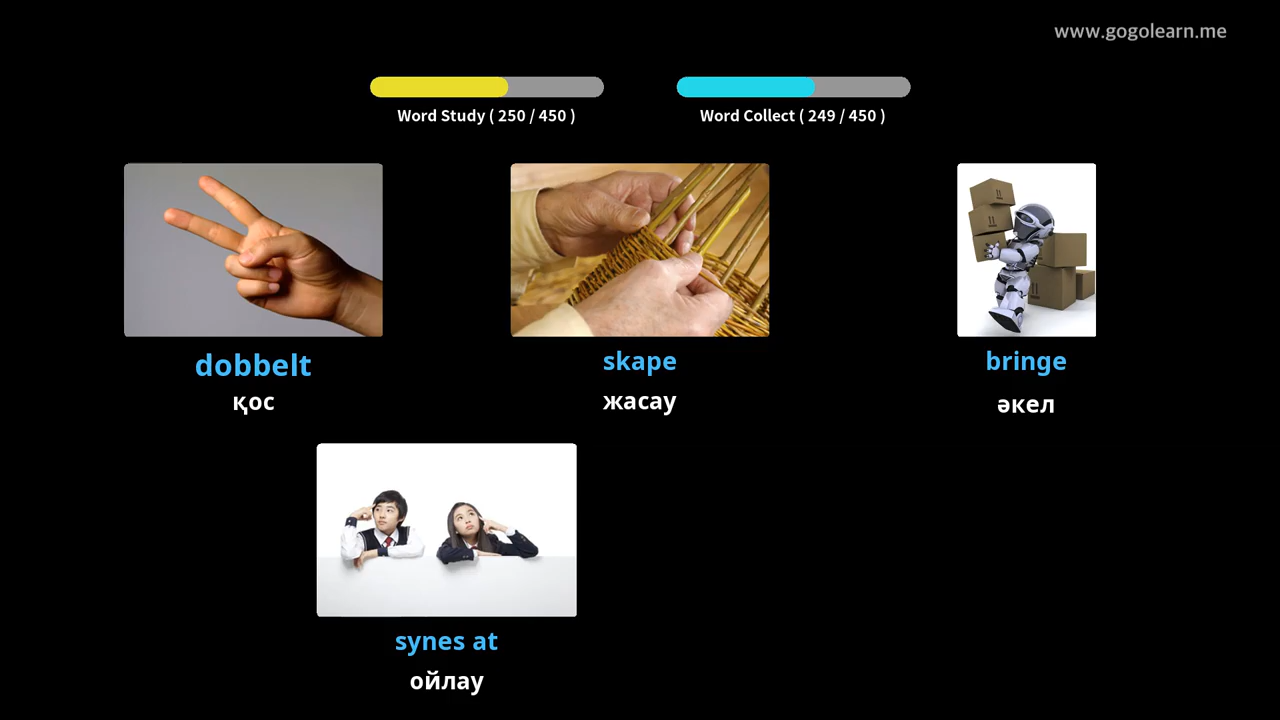 www.gogolearn.me
Word Study ( 250 / 450 )
Word Collect ( 249 / 450 )
dobbelt
қос
skape
жасау
bringe
әкел
synes at
ойлау